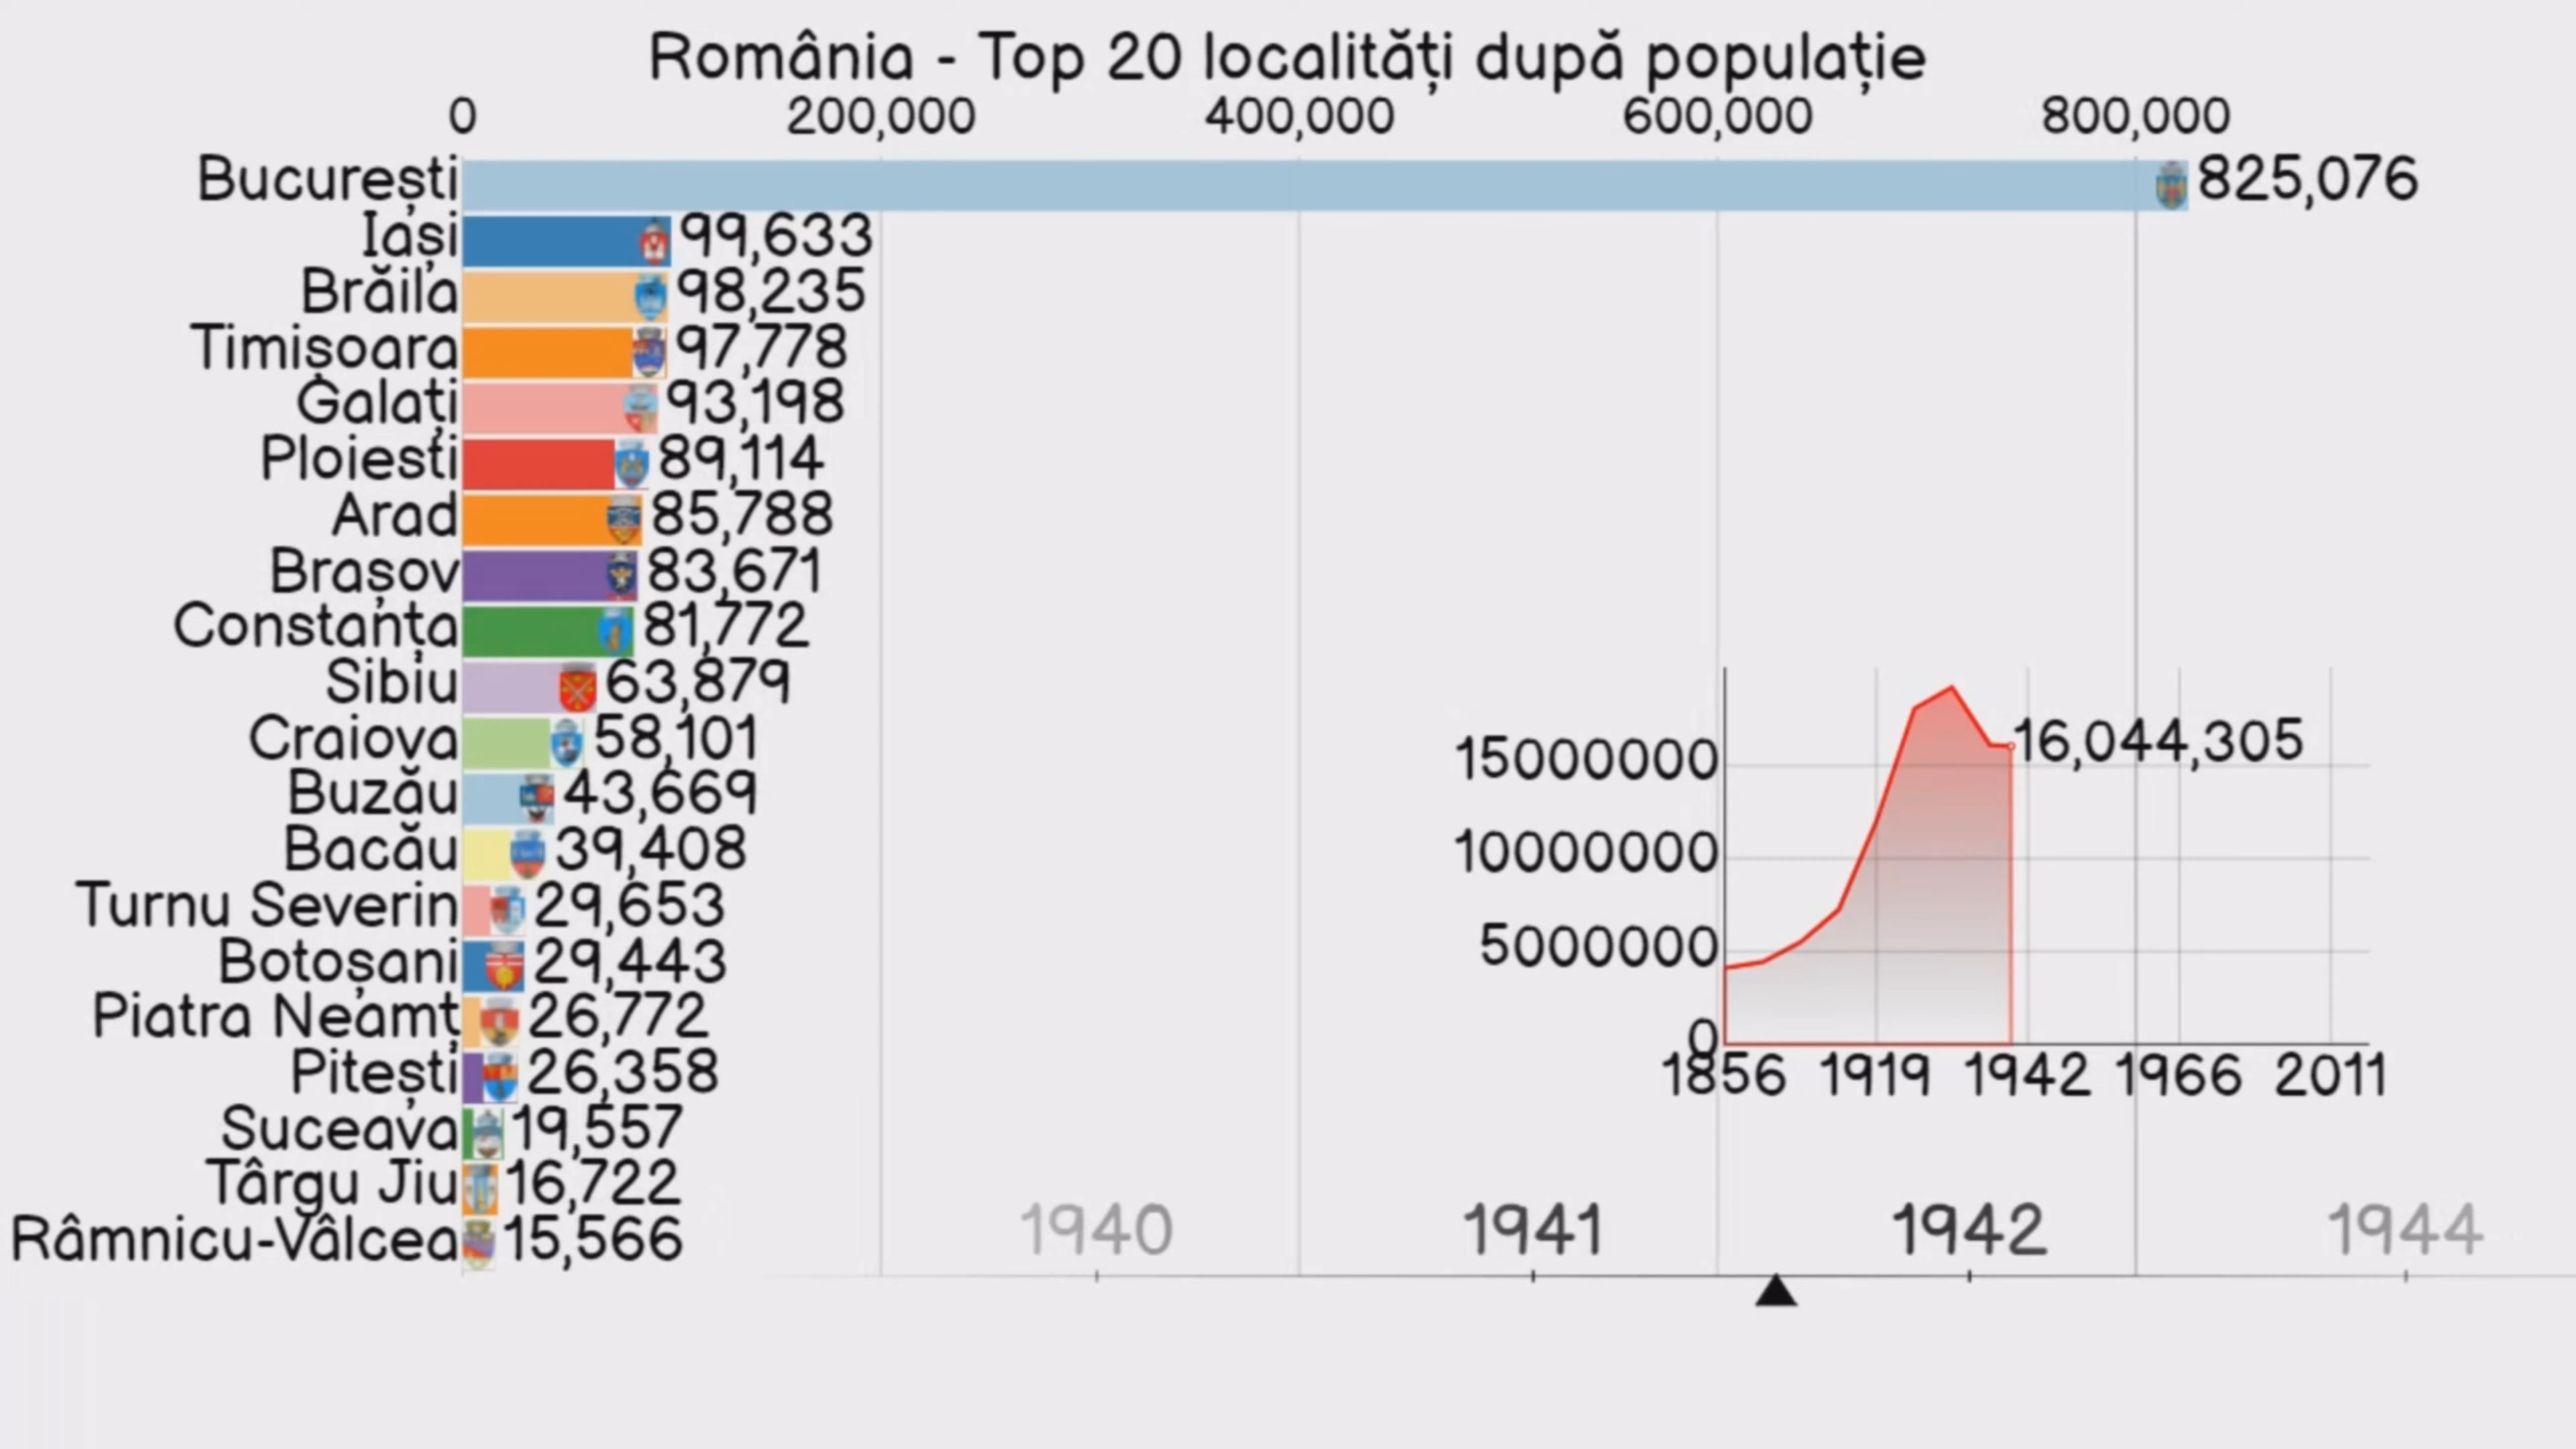 România - Top 20 localități după populație
0 200,000 400,000 600,000 800,000
București 825,076
Iași 99,633
Brăila 98,235
Timișoara 97,778
Galați 93,198
Ploiești 89,114
Arad 85,788
Brașov 83,671
Constanța 81,772
Sibiu 63,879
Craiova 58,101
Buzău 43,669
Bacău 39,408
Turnu Severin 29,653
Botoșani 29,443
Piatra Neamț 26,772
Pitești 26,358
Suceava 19,557
Târgu Jiu 16,722
Râmnicu-Vâlcea 15,566
16,044,305
15000000
10000000
5000000
0
1856 1919 1942 1966 2011
1940 1941 1942 1944